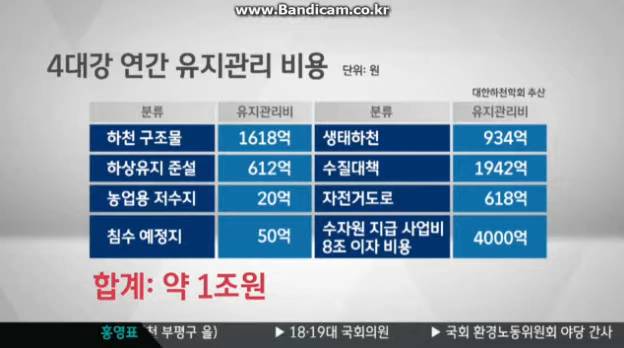 www.Bandicam.co.kr
4대강 연간 유지관리 비용 단위: 원
대한하천학회 추산
분류 유지관리비 분류 유지관리비
하천 구조물 1618억 생태하천 934억
하상유지 준설 612억 수질대책 1942억
농업용 저수지 20억 자전거도로 618억
침수 예정지 50억 수자원 지급 사업비
8조 이자 비용 4000억
합계: 약 1조원
홍영표 천 부평구 을) ▶ 18·19대 국회의원 ▶ 국회 환경노동위원회 야당 간사